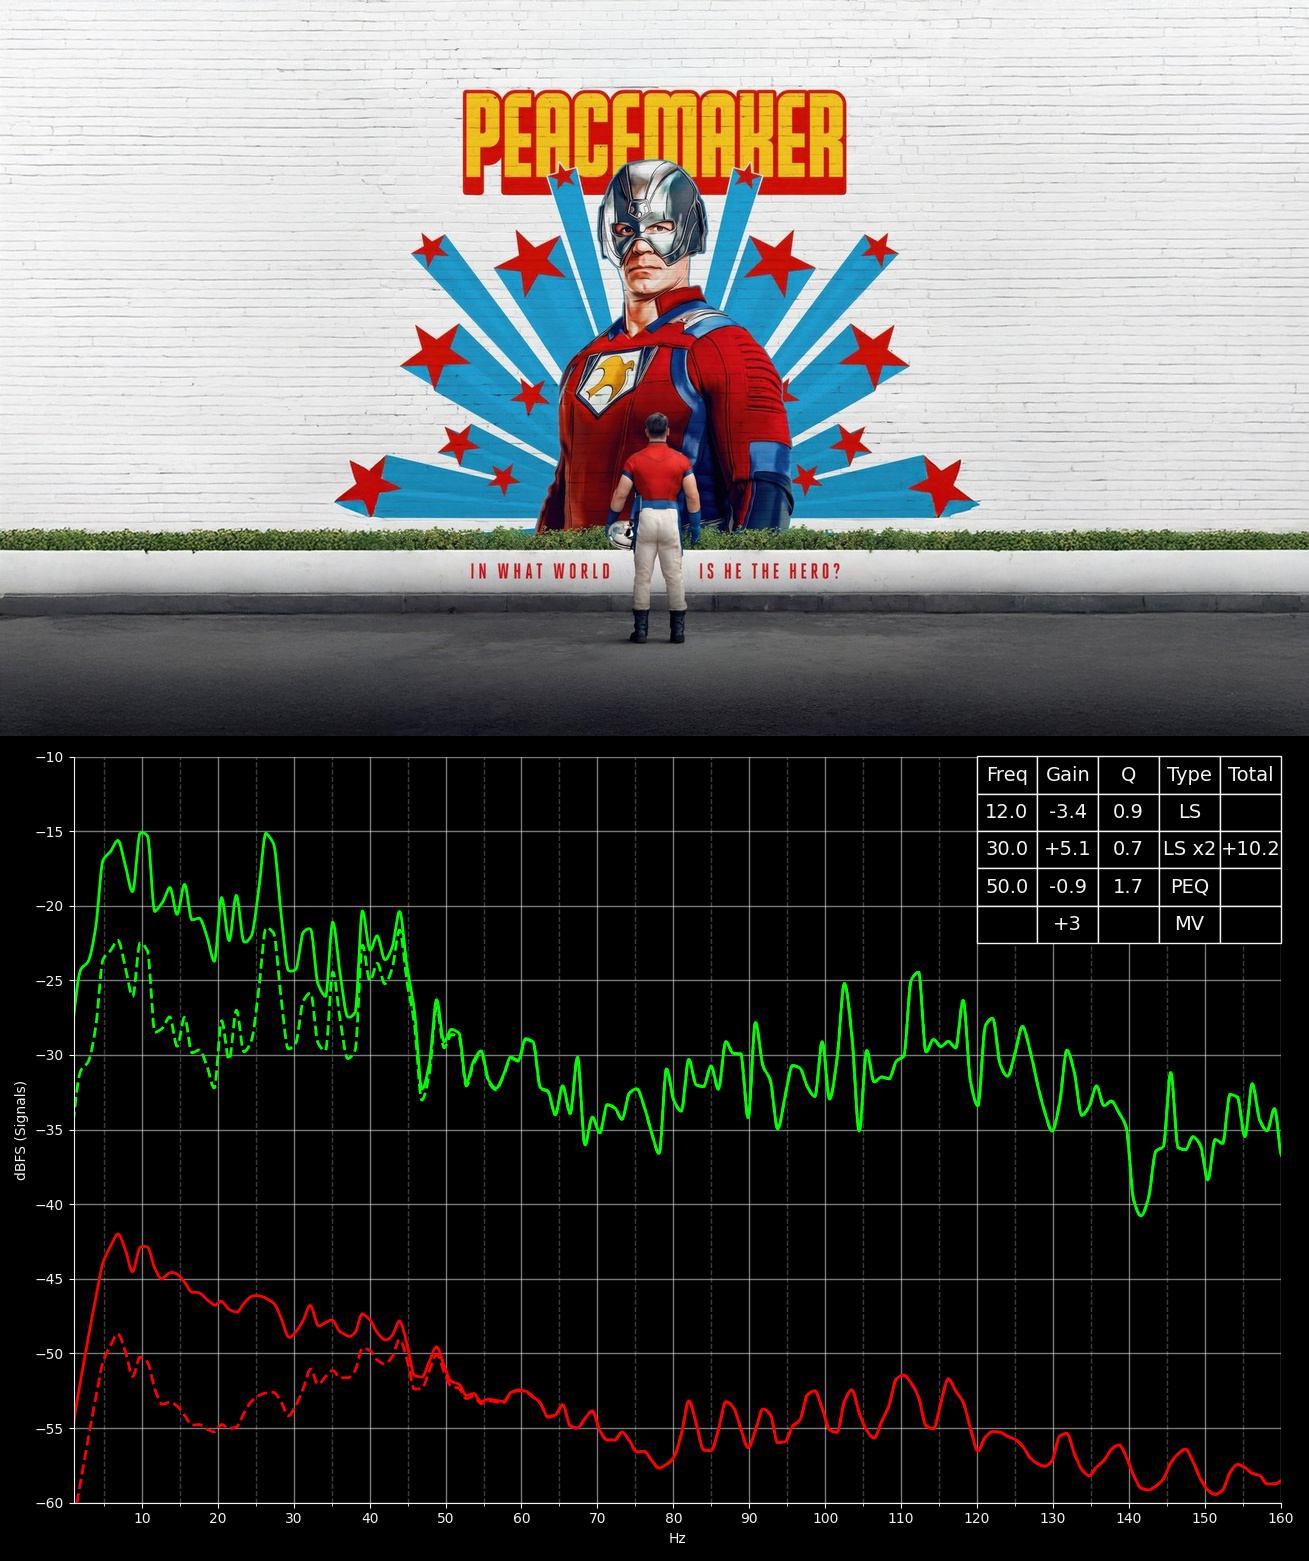 PEACEMAKER
IN WHAT WORLD IS HE THE HERO?
Freq Gain Q Type Total
12.0 -3.4 0.9 LS
30.0 +5.1 0.7 LS x2 +10.2
50.0 -0.9 1.7 PEQ
+3 MV
−10
−15
−20
−25
−30
−35
−40
−45
−50
−55
−60
dBFS (Signals)
10 20 30 40 50 60 70 80 90 100 110 120 130 140 150 160
Hz